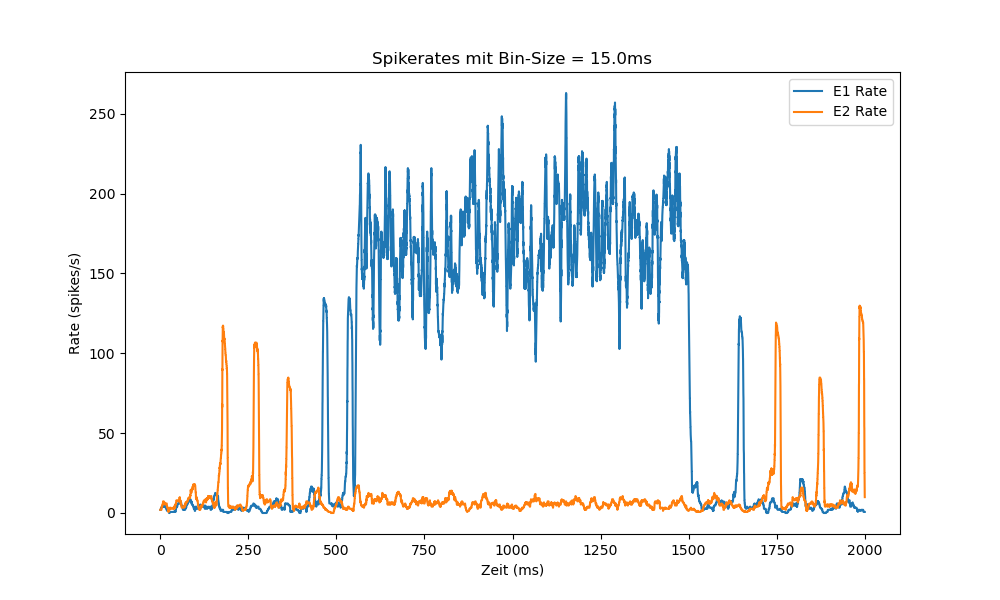 Spikerates mit Bin-Size = 15.0ms
E1 Rate
E2 Rate
250
200
150
100
50
0
Rate (spikes/s)
0 250 500 750 1000 1250 1500 1750 2000
Zeit (ms)